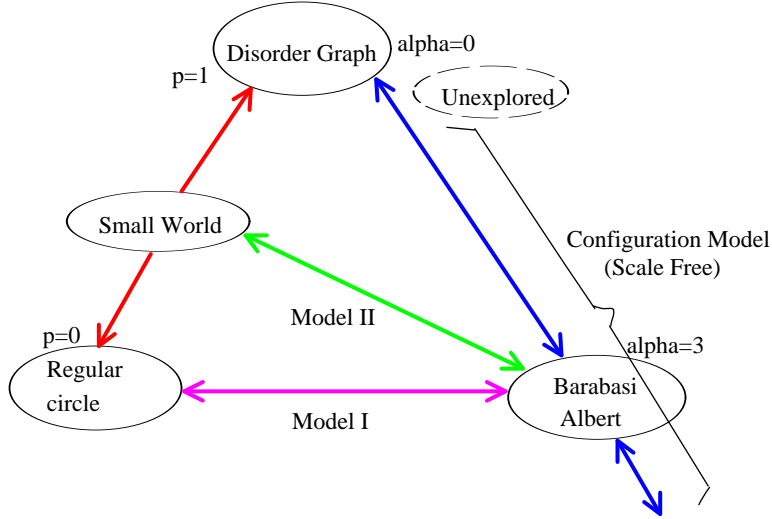 Disorder Graph
alpha=0
p=1
Unexplored
Small World
Configuration Model
(Scale Free)
Model II
p=0
alpha=3
Regular
circle
Barabasi
Albert
Model I